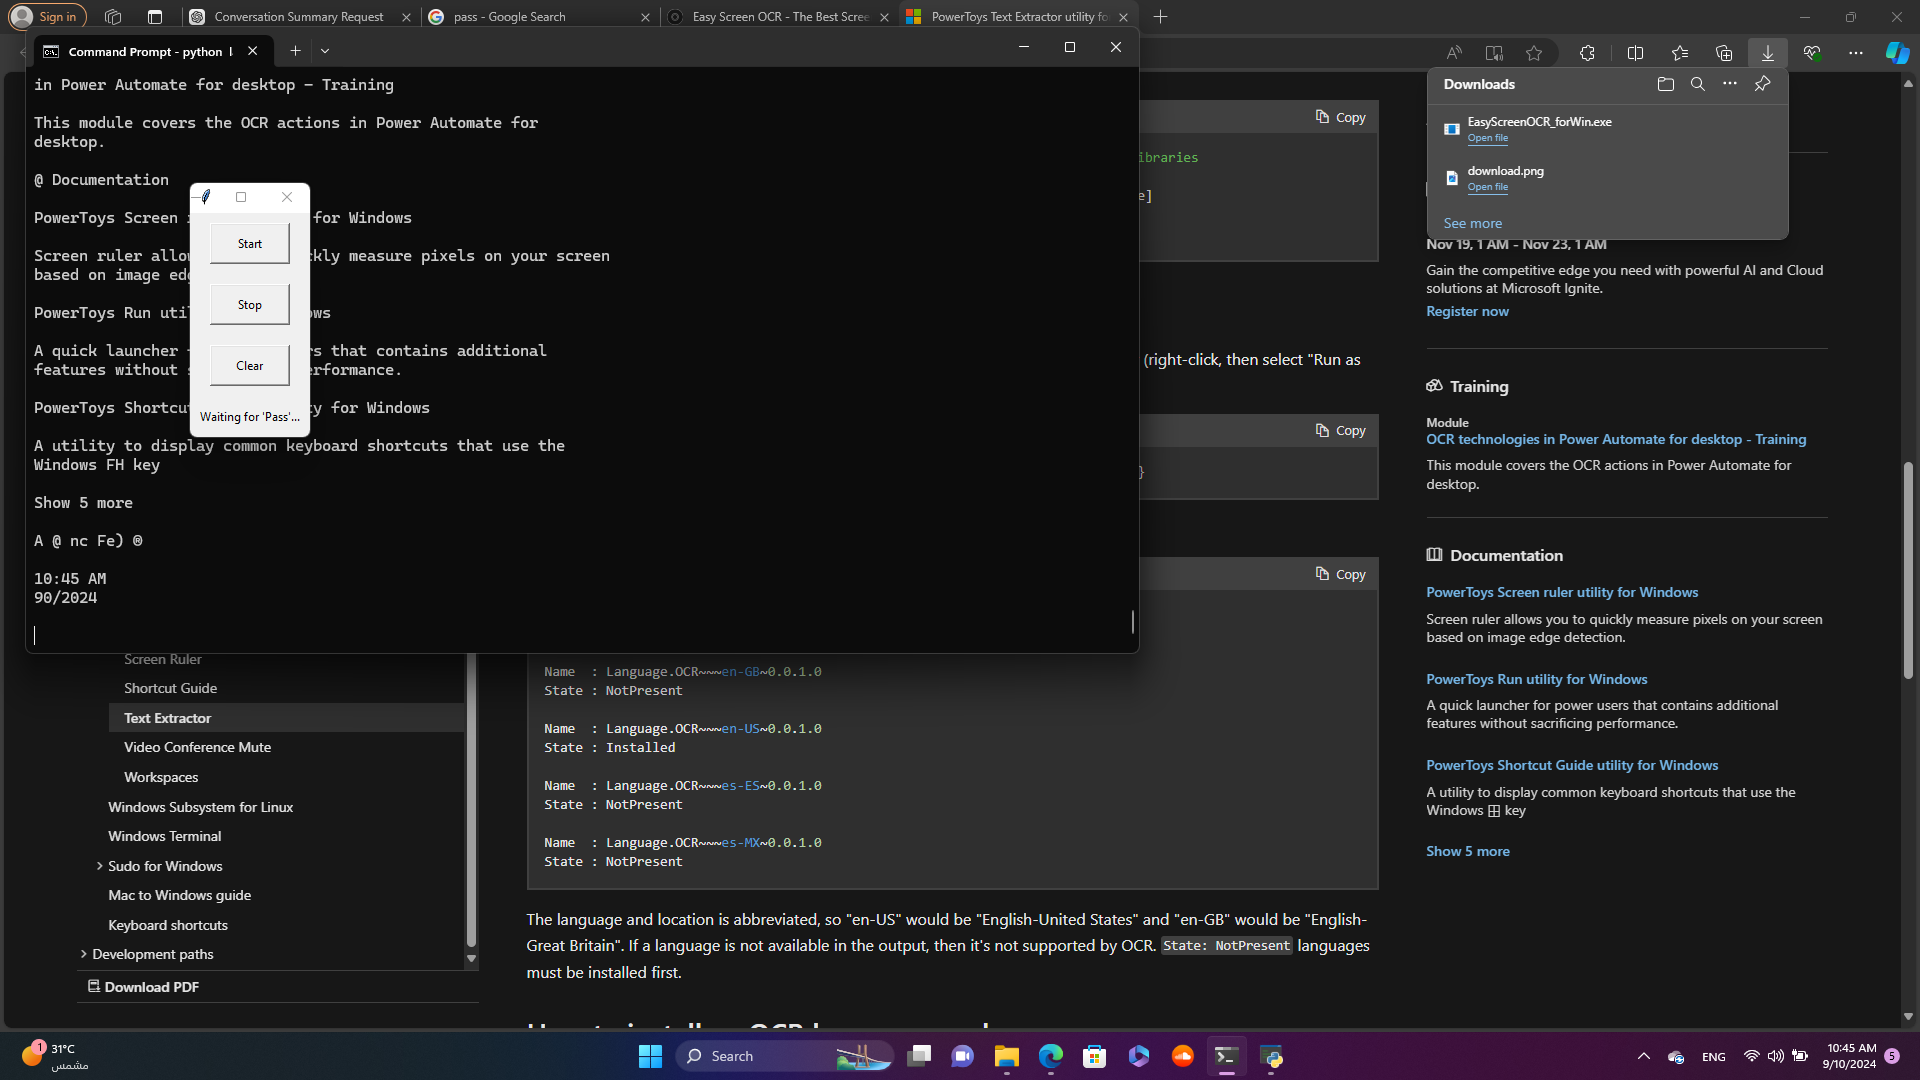 Sign in
Conversation Summary Request
pass - Google Search
Easy Screen OCR - The Best Scree
PowerToys Text Extractor utility fo
Command Prompt - python
in Power Automate for desktop - Training
This module covers the OCR actions in Power Automate for
desktop.
@ Documentation
PowerToys Screen
for Windows
Screen ruler allo
kly measure pixels on your screen
based on image ed
PowerToys Run uti
ws
A quick launcher
rs that contains additional
features without s
erformance.
PowerToys Shortcu
y for Windows
A utility to display common keyboard shortcuts that use the
Windows FH key
Show 5 more
A @ nc Fe) ®
10:45 AM
90/2024
Start
Stop
Clear
Waiting for 'Pass'...
Screen Ruler
Shortcut Guide
Text Extractor
Video Conference Mute
Workspaces
Windows Subsystem for Linux
Windows Terminal
Sudo for Windows
Mac to Windows guide
Keyboard shortcuts
Development paths
Download PDF
Copy
ibraries
e]
(right-click, then select "Run as
Copy
}
Copy
Name : Language.OCR~~~en-GB~0.0.1.0
State : NotPresent
Name : Language.OCR~~~en-US~0.0.1.0
State : Installed
Name : Language.OCR~~~es-ES~0.0.1.0
State : NotPresent
Name : Language.OCR~~~es-MX~0.0.1.0
State : NotPresent
The language and location is abbreviated, so "en-US" would be "English-United States" and "en-GB" would be "English-
Great Britain". If a language is not available in the output, then it's not supported by OCR. State: NotPresent languages
must be installed first.
Downloads
EasyScreenOCR_forWin.exe
Open file
download.png
Open file
See more
Nov 19, 1 AM - Nov 23, 1 AM
Gain the competitive edge you need with powerful AI and Cloud
solutions at Microsoft Ignite.
Register now
Training
Module
OCR technologies in Power Automate for desktop - Training
This module covers the OCR actions in Power Automate for
desktop.
Documentation
PowerToys Screen ruler utility for Windows
Screen ruler allows you to quickly measure pixels on your screen
based on image edge detection.
PowerToys Run utility for Windows
A quick launcher for power users that contains additional
features without sacrificing performance.
PowerToys Shortcut Guide utility for Windows
A utility to display common keyboard shortcuts that use the
Windows key
Show 5 more
1
31°C
مشمس
Search
ENG
10:45 AM
9/10/2024
5